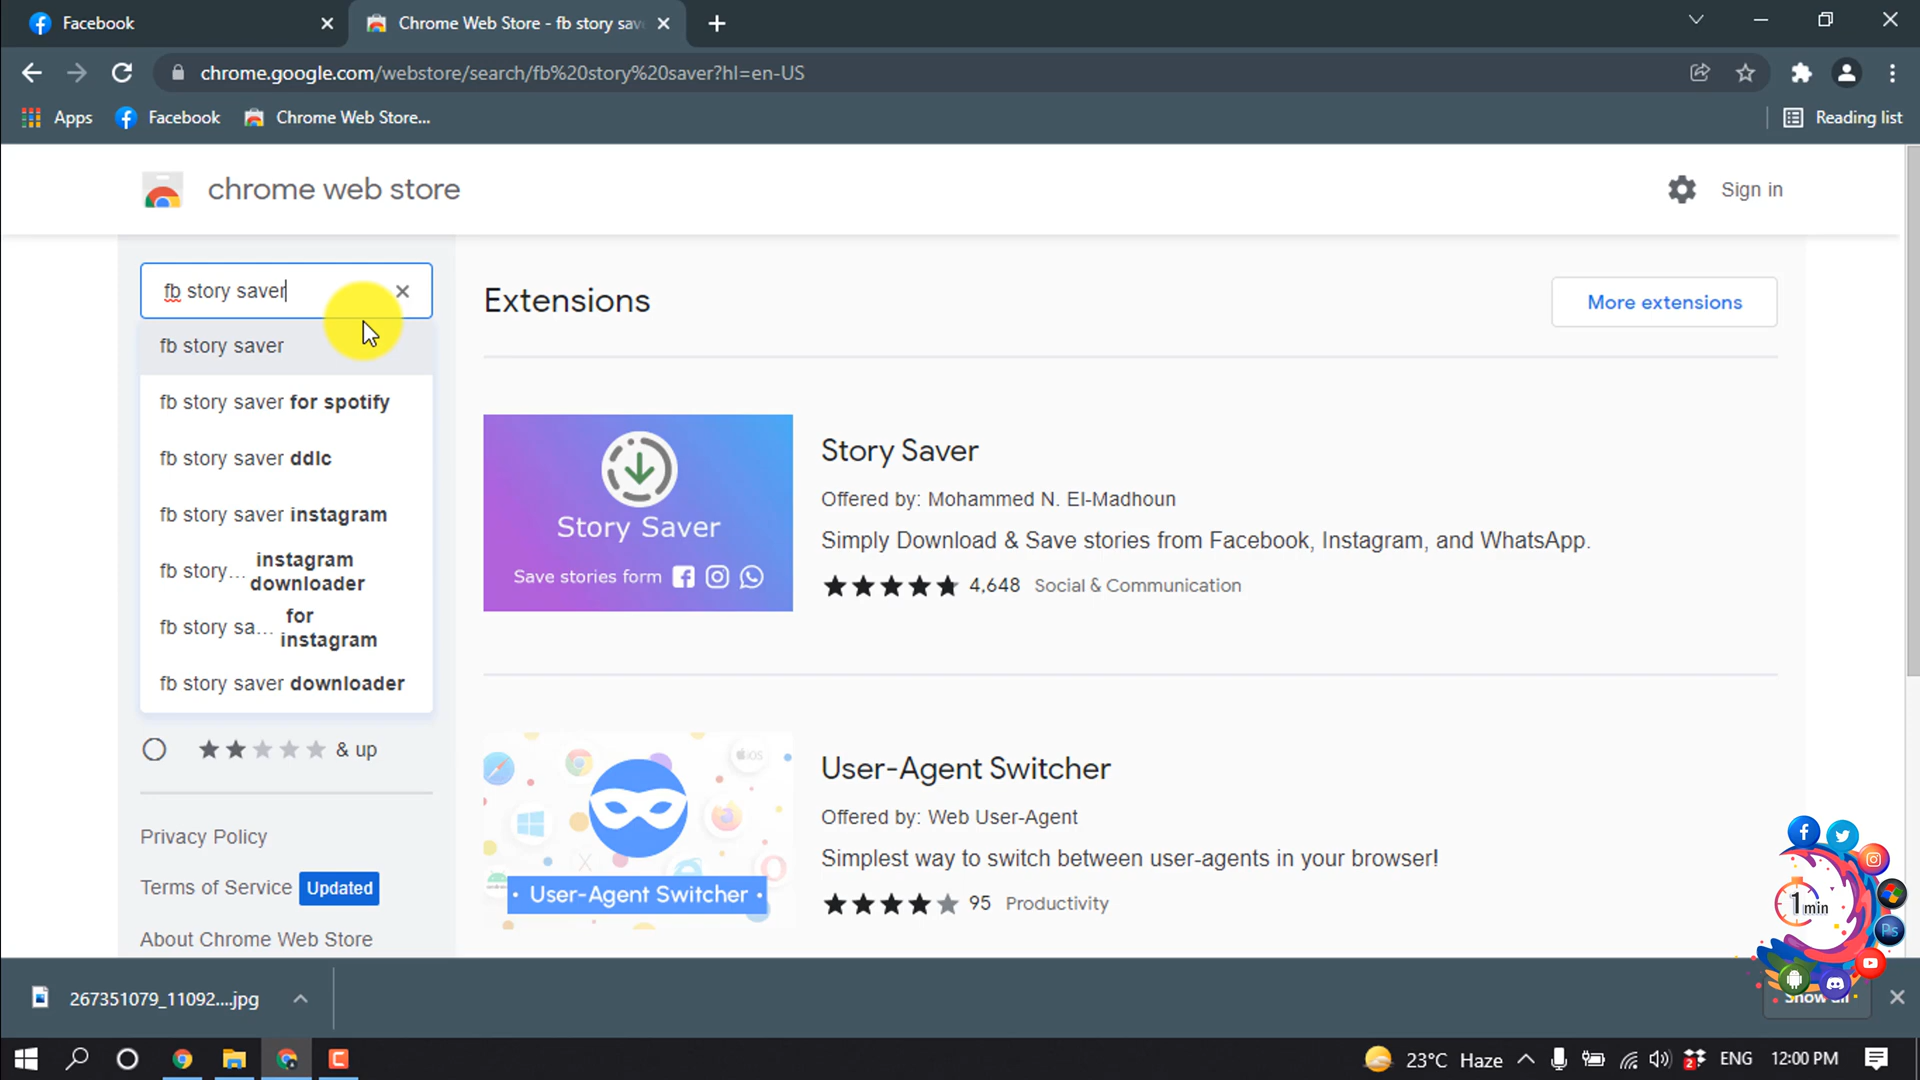 Facebook
Chrome Web Store - fb story sav
chrome.google.com/webstore/search/fb%20story%20saver?hl=en-US
Apps
Facebook
Chrome Web Store...
Reading list
chrome web store
Sign in
fb story saver
fb story saver
fb story saver for spotify
fb story saver ddlc
fb story saver instagram
fb story... instagram
downloader
fb story sa... for
instagram
fb story saver downloader
& up
Privacy Policy
Terms of Service Updated
About Chrome Web Store
Extensions
More extensions
Story Saver
Save stories form
Story Saver
Offered by: Mohammed N. El-Madhoun
Simply Download & Save stories from Facebook, Instagram, and WhatsApp.
4,648 Social & Communication
iOS
User-Agent Switcher
User-Agent Switcher
Offered by: Web User-Agent
Simplest way to switch between user-agents in your browser!
95 Productivity
1 min
Ps
267351079_11092....jpg
Show all
23°C Haze
2
ENG
12:00 PM